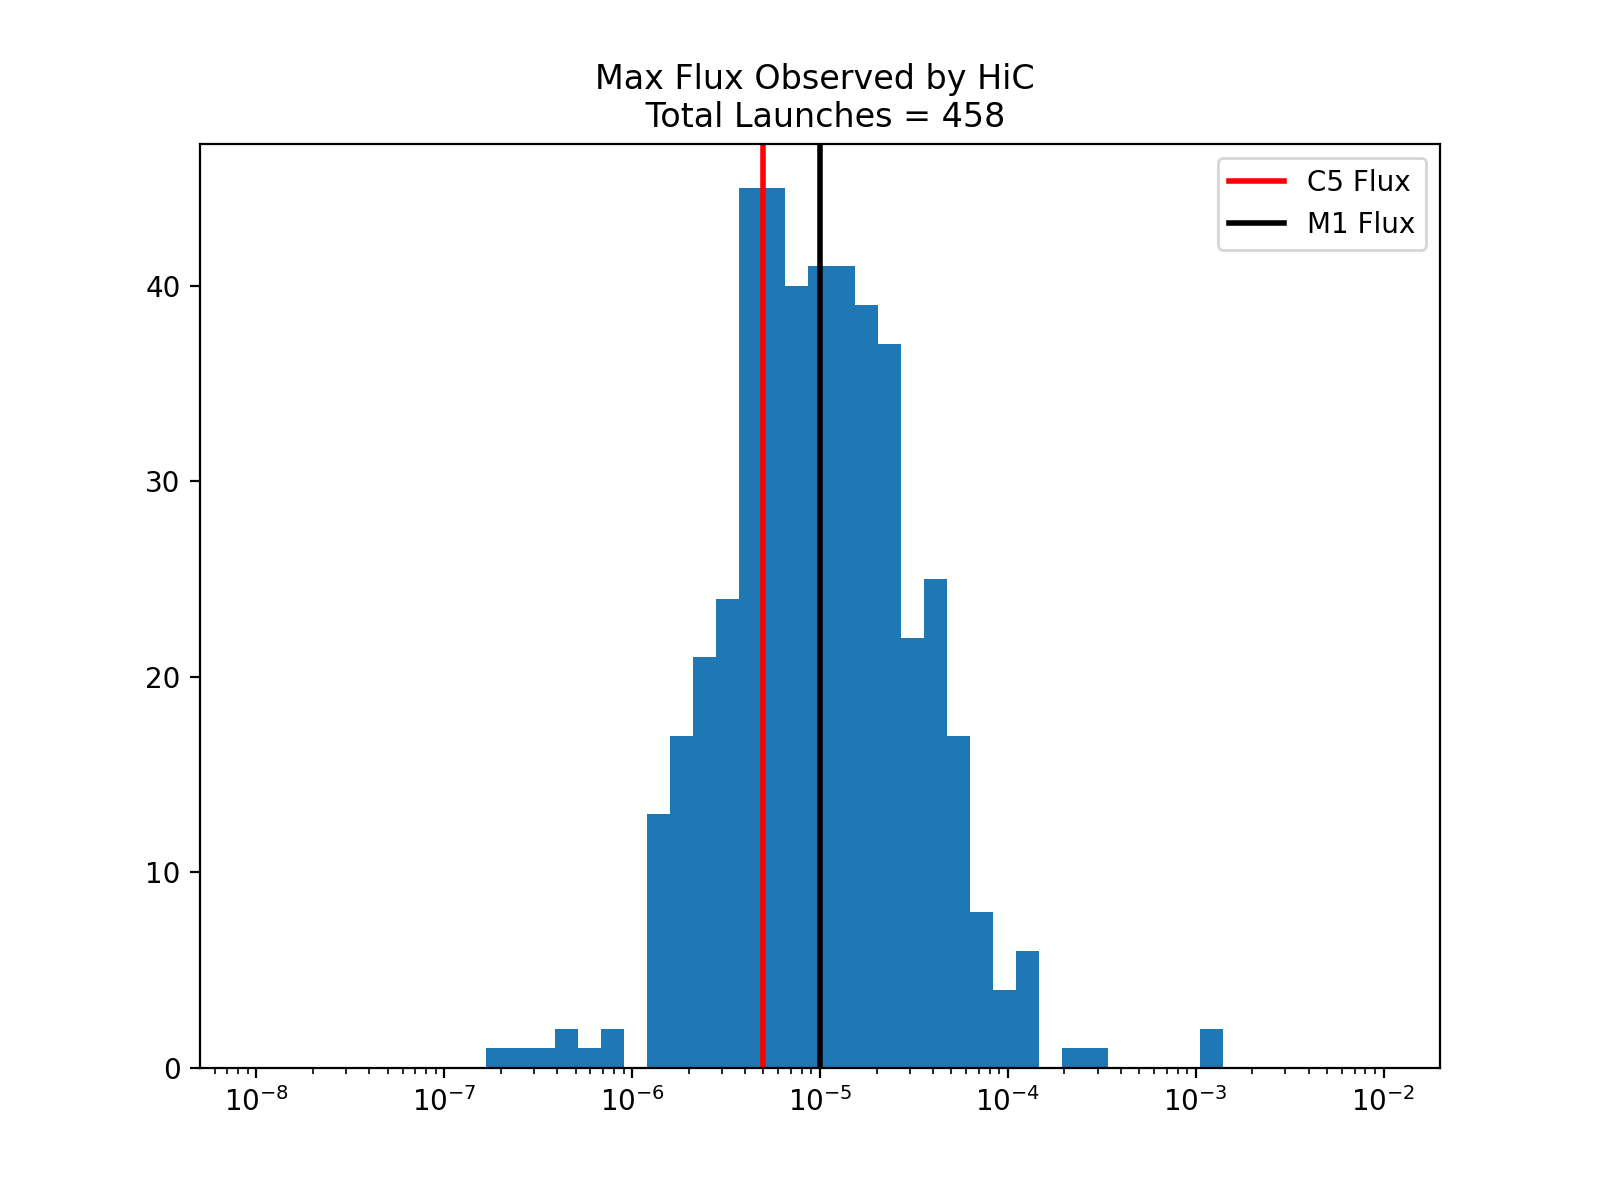 Max Flux Observed by HiC
Total Launches = 458
C5 Flux
M1 Flux
40
30
20
10
0
10⁻⁸ 10⁻⁷ 10⁻⁶ 10⁻⁵ 10⁻⁴ 10⁻³ 10⁻²